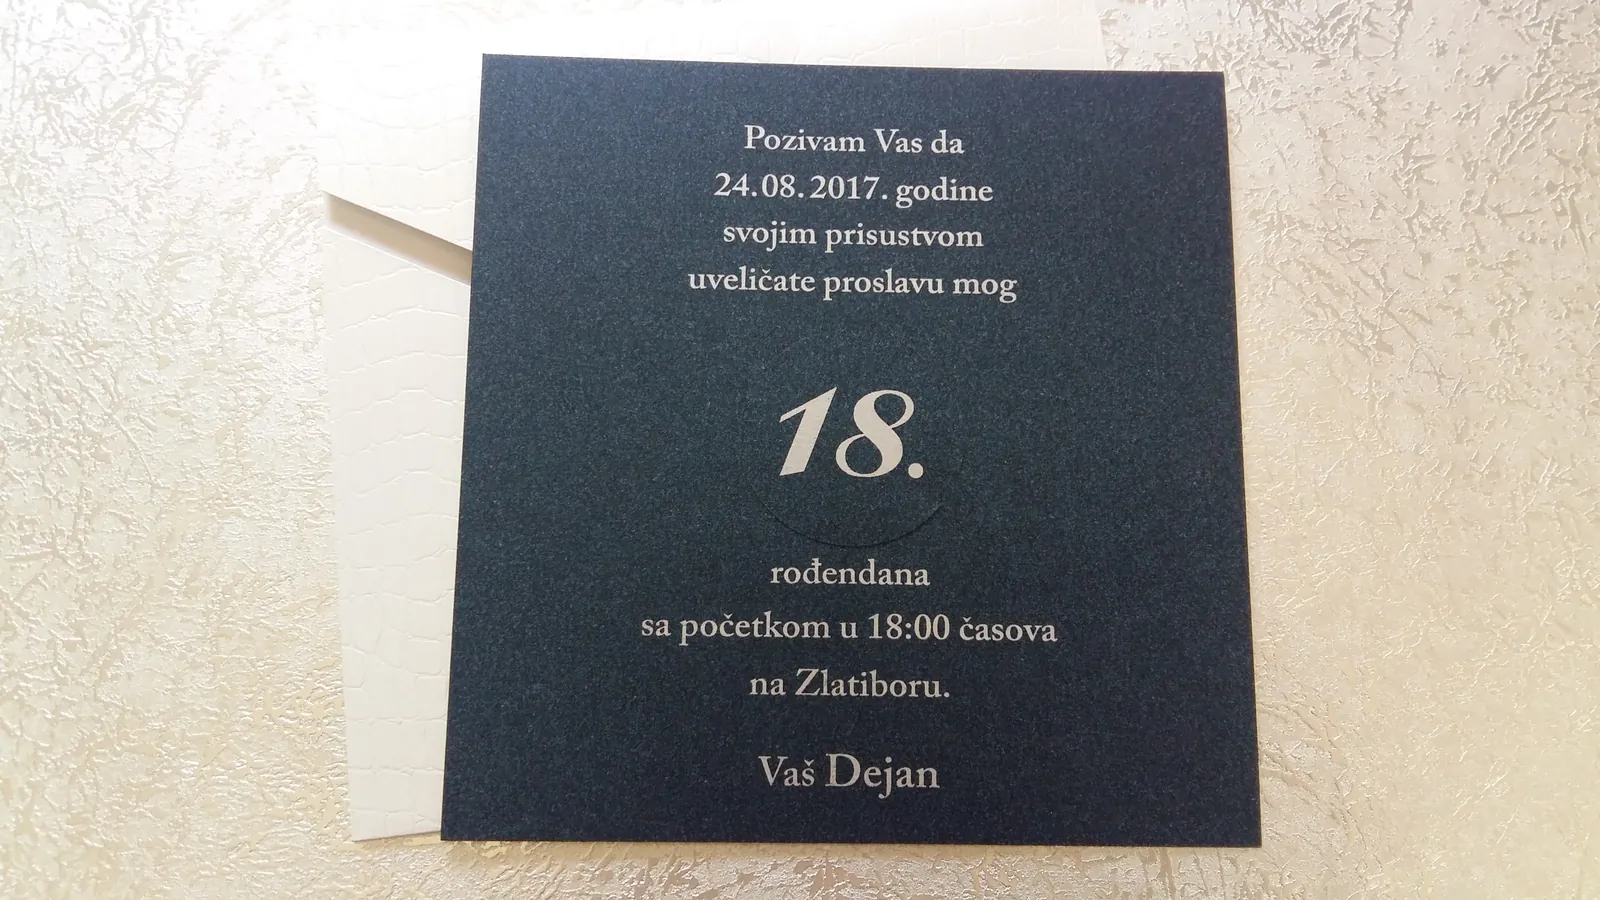 Pozivam Vas da
24.08.2017. godine
svojim prisustvom
uveličate proslavu mog
18.
rođendana
sa početkom u 18:00 časova
na Zlatiboru.
Vaš Dejan